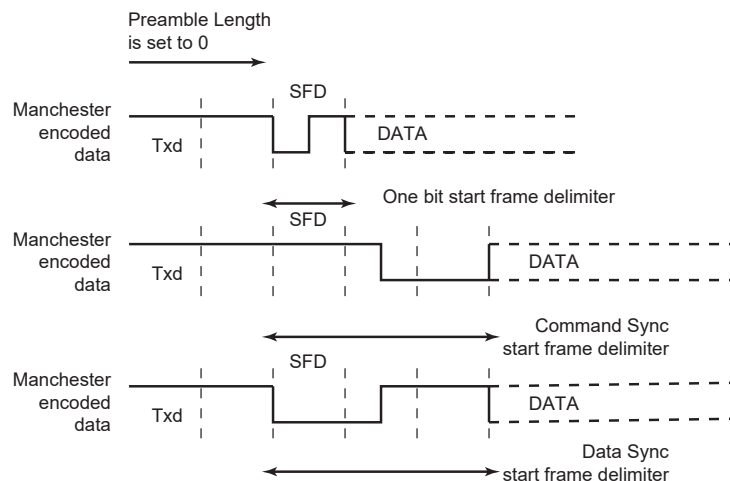 Preamble Length
is set to 0
SFD
Manchester
encoded
data
Txd
DATA
One bit start frame delimiter
SFD
Manchester
encoded
data
Txd
DATA
Command Sync
start frame delimiter
SFD
Manchester
encoded
data
Txd
DATA
Data Sync
start frame delimiter